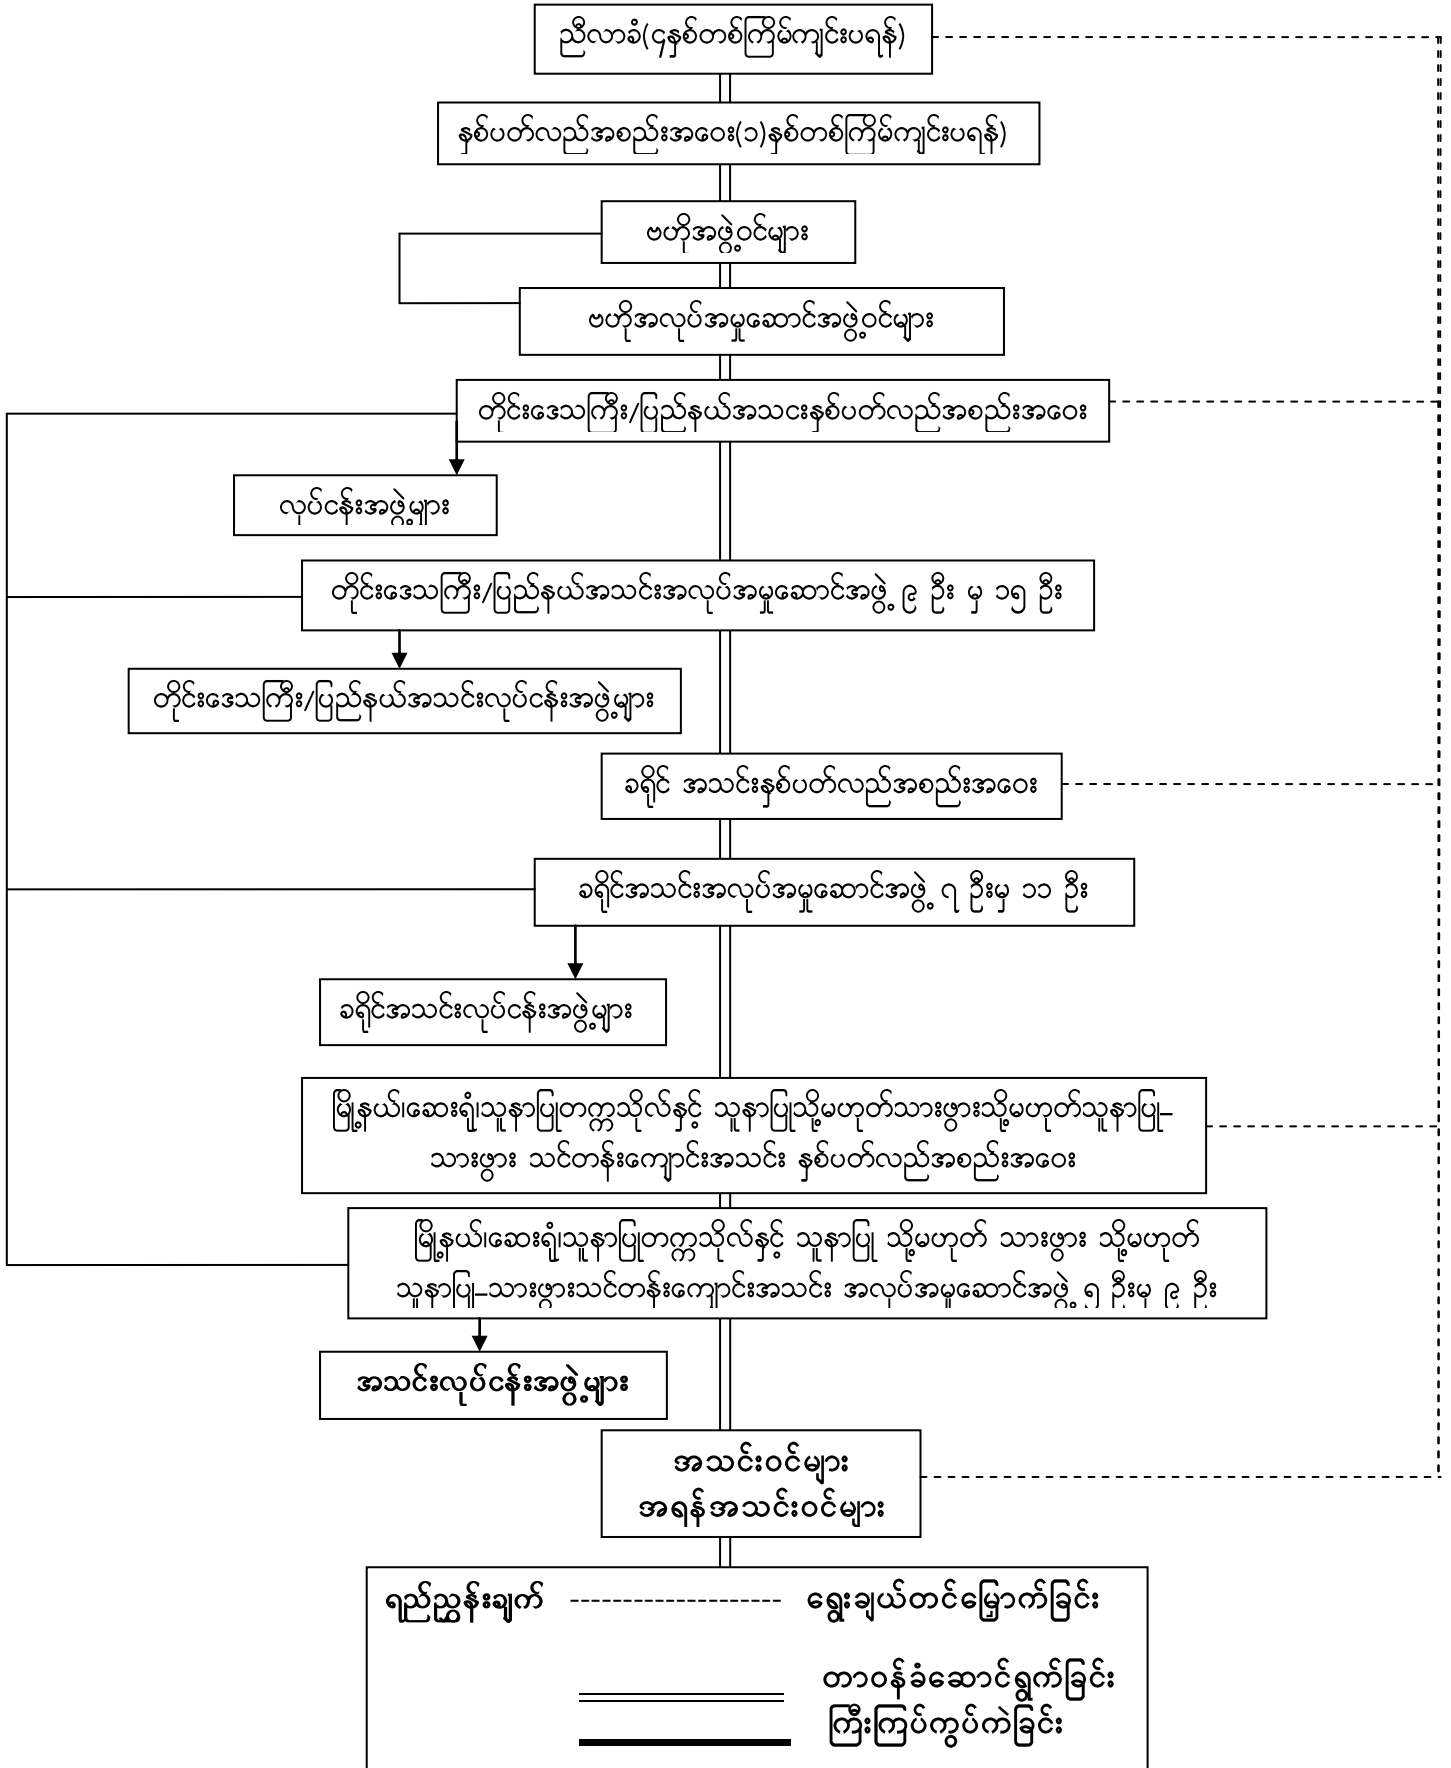 ညီလာခံ(၄နှစ်တစ်ကြိမ်ကျင်းပရန်)
နှစ်ပတ်လည်အစည်းအဝေး(၁)နှစ်တစ်ကြိမ်ကျင်းပရန်)
ဗဟိုအဖွဲ့ဝင်များ
ဗဟိုအလုပ်အမှုဆောင်အဖွဲ့ဝင်များ
တိုင်းဒေသကြီး/ပြည်နယ်အသငးနှစ်ပတ်လည်အစည်းအဝေး
လုပ်ငန်းအဖွဲ့များ
တိုင်းဒေသကြီး/ပြည်နယ်အသင်းအလုပ်အမှုဆောင်အဖွဲ့ ၉ ဦး မှ ၁၅ ဦး
တိုင်းဒေသကြီး/ပြည်နယ်အသင်းလုပ်ငန်းအဖွဲ့များ
ခရိုင် အသင်းနှစ်ပတ်လည်အစည်းအဝေး
ခရိုင်အသင်းအလုပ်အမှုဆောင်အဖွဲ့ ၇ ဦးမှ ၁၁ ဦး
ခရိုင်အသင်းလုပ်ငန်းအဖွဲ့များ
မြို့နယ်၊ဆေးရုံ၊သူနာပြုတက္ကသိုလ်နှင့် သူနာပြုသို့မဟုတ်သားဖွားသို့မဟုတ်သူနာပြု–
သားဖွား သင်တန်းကျောင်းအသင်း နှစ်ပတ်လည်အစည်းအဝေး
မြို့နယ်၊ဆေးရုံ၊သူနာပြုတက္ကသိုလ်နှင့် သူနာပြု သို့မဟုတ် သားဖွား သို့မဟုတ်
သူနာပြု–သားဖွားသင်တန်းကျောင်းအသင်း အလုပ်အမှုဆောင်အဖွဲ့ ၅ ဦးမှ ၉ ဦး
အသင်းလုပ်ငန်းအဖွဲ့များ
အသင်းဝင်များ
အရန်အသင်းဝင်များ
ရည်ညွှန်းချက် ရွေးချယ်တင်မြှောက်ခြင်း
တာဝန်ခံဆောင်ရွက်ခြင်း
ကြီးကြပ်ကွပ်ကဲခြင်း